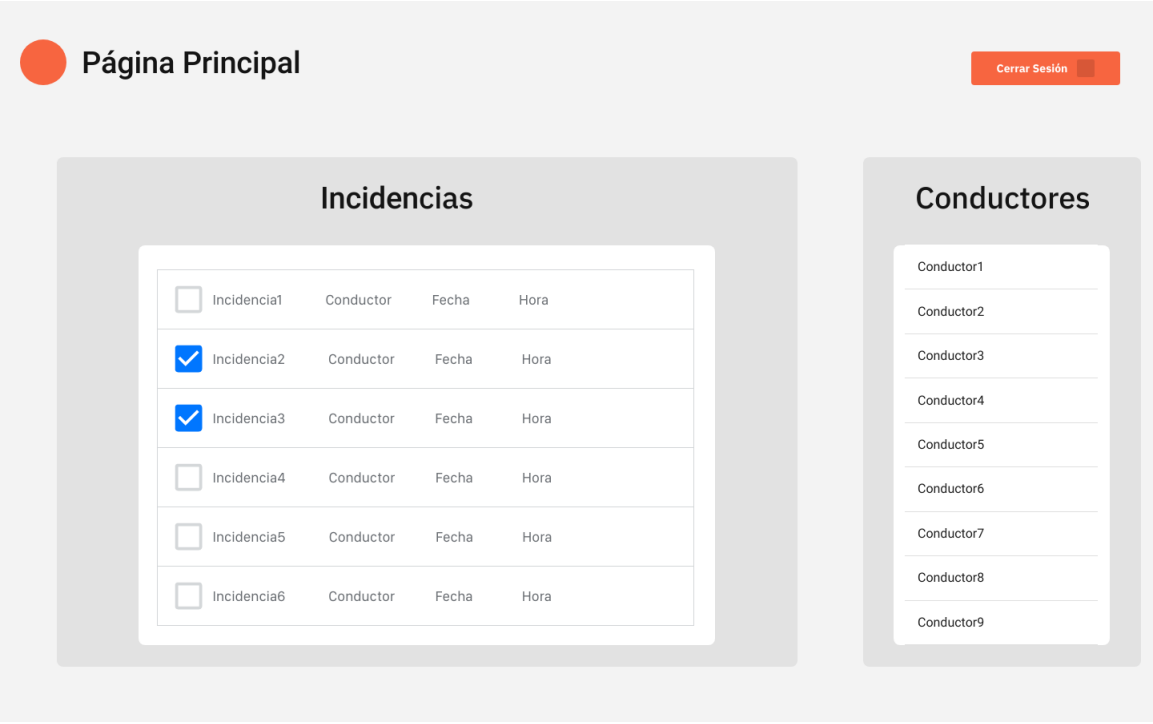 Página Principal
Cerrar Sesión
Incidencias
Incidencia1 Conductor Fecha Hora
Incidencia2 Conductor Fecha Hora
Incidencia3 Conductor Fecha Hora
Incidencia4 Conductor Fecha Hora
Incidencia5 Conductor Fecha Hora
Incidencia6 Conductor Fecha Hora
Conductores
Conductor1
Conductor2
Conductor3
Conductor4
Conductor5
Conductor6
Conductor7
Conductor8
Conductor9